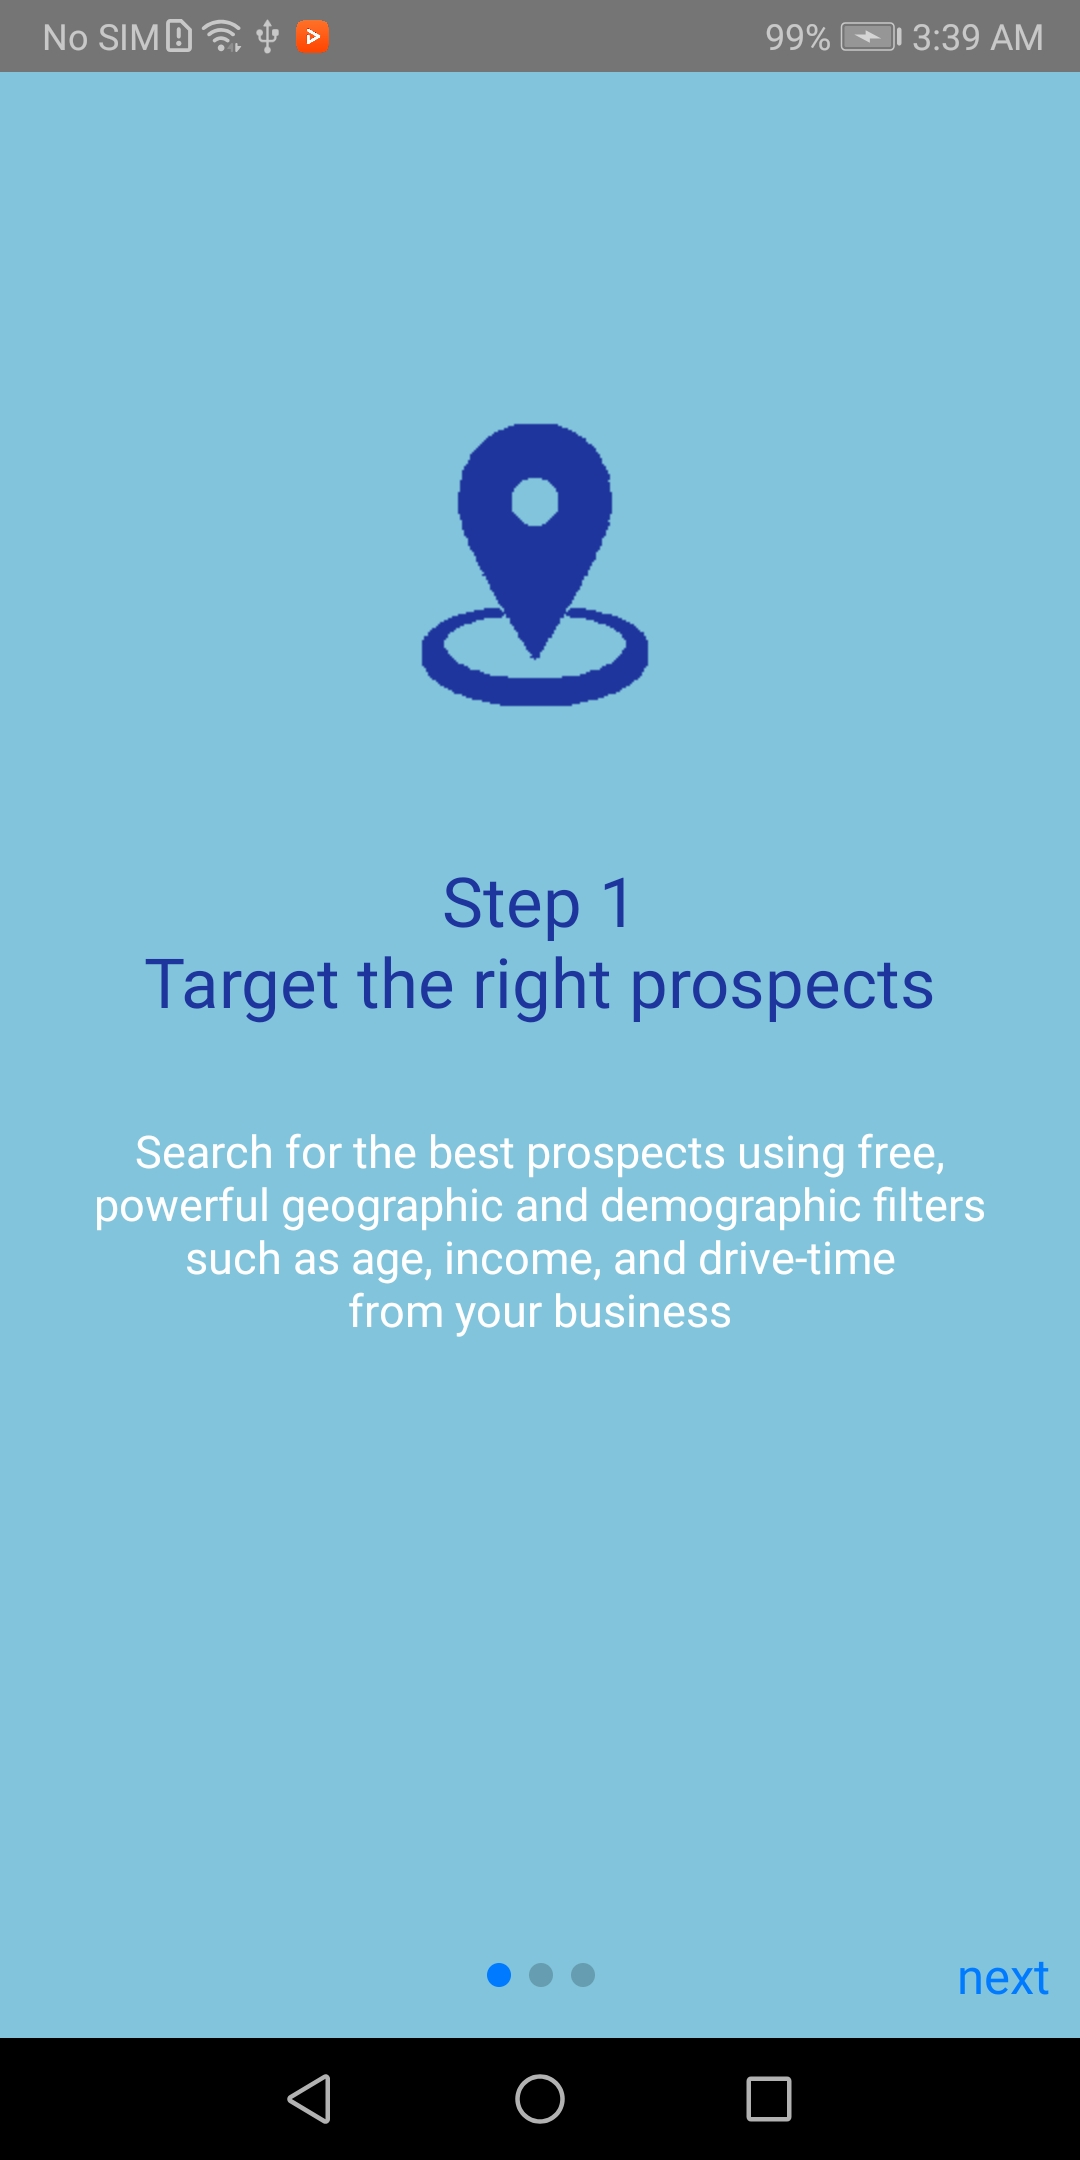 No SIM 99% 3:39 AM
Step 1
Target the right prospects
Search for the best prospects using free,
powerful geographic and demographic filters
such as age, income, and drive-time
from your business
next